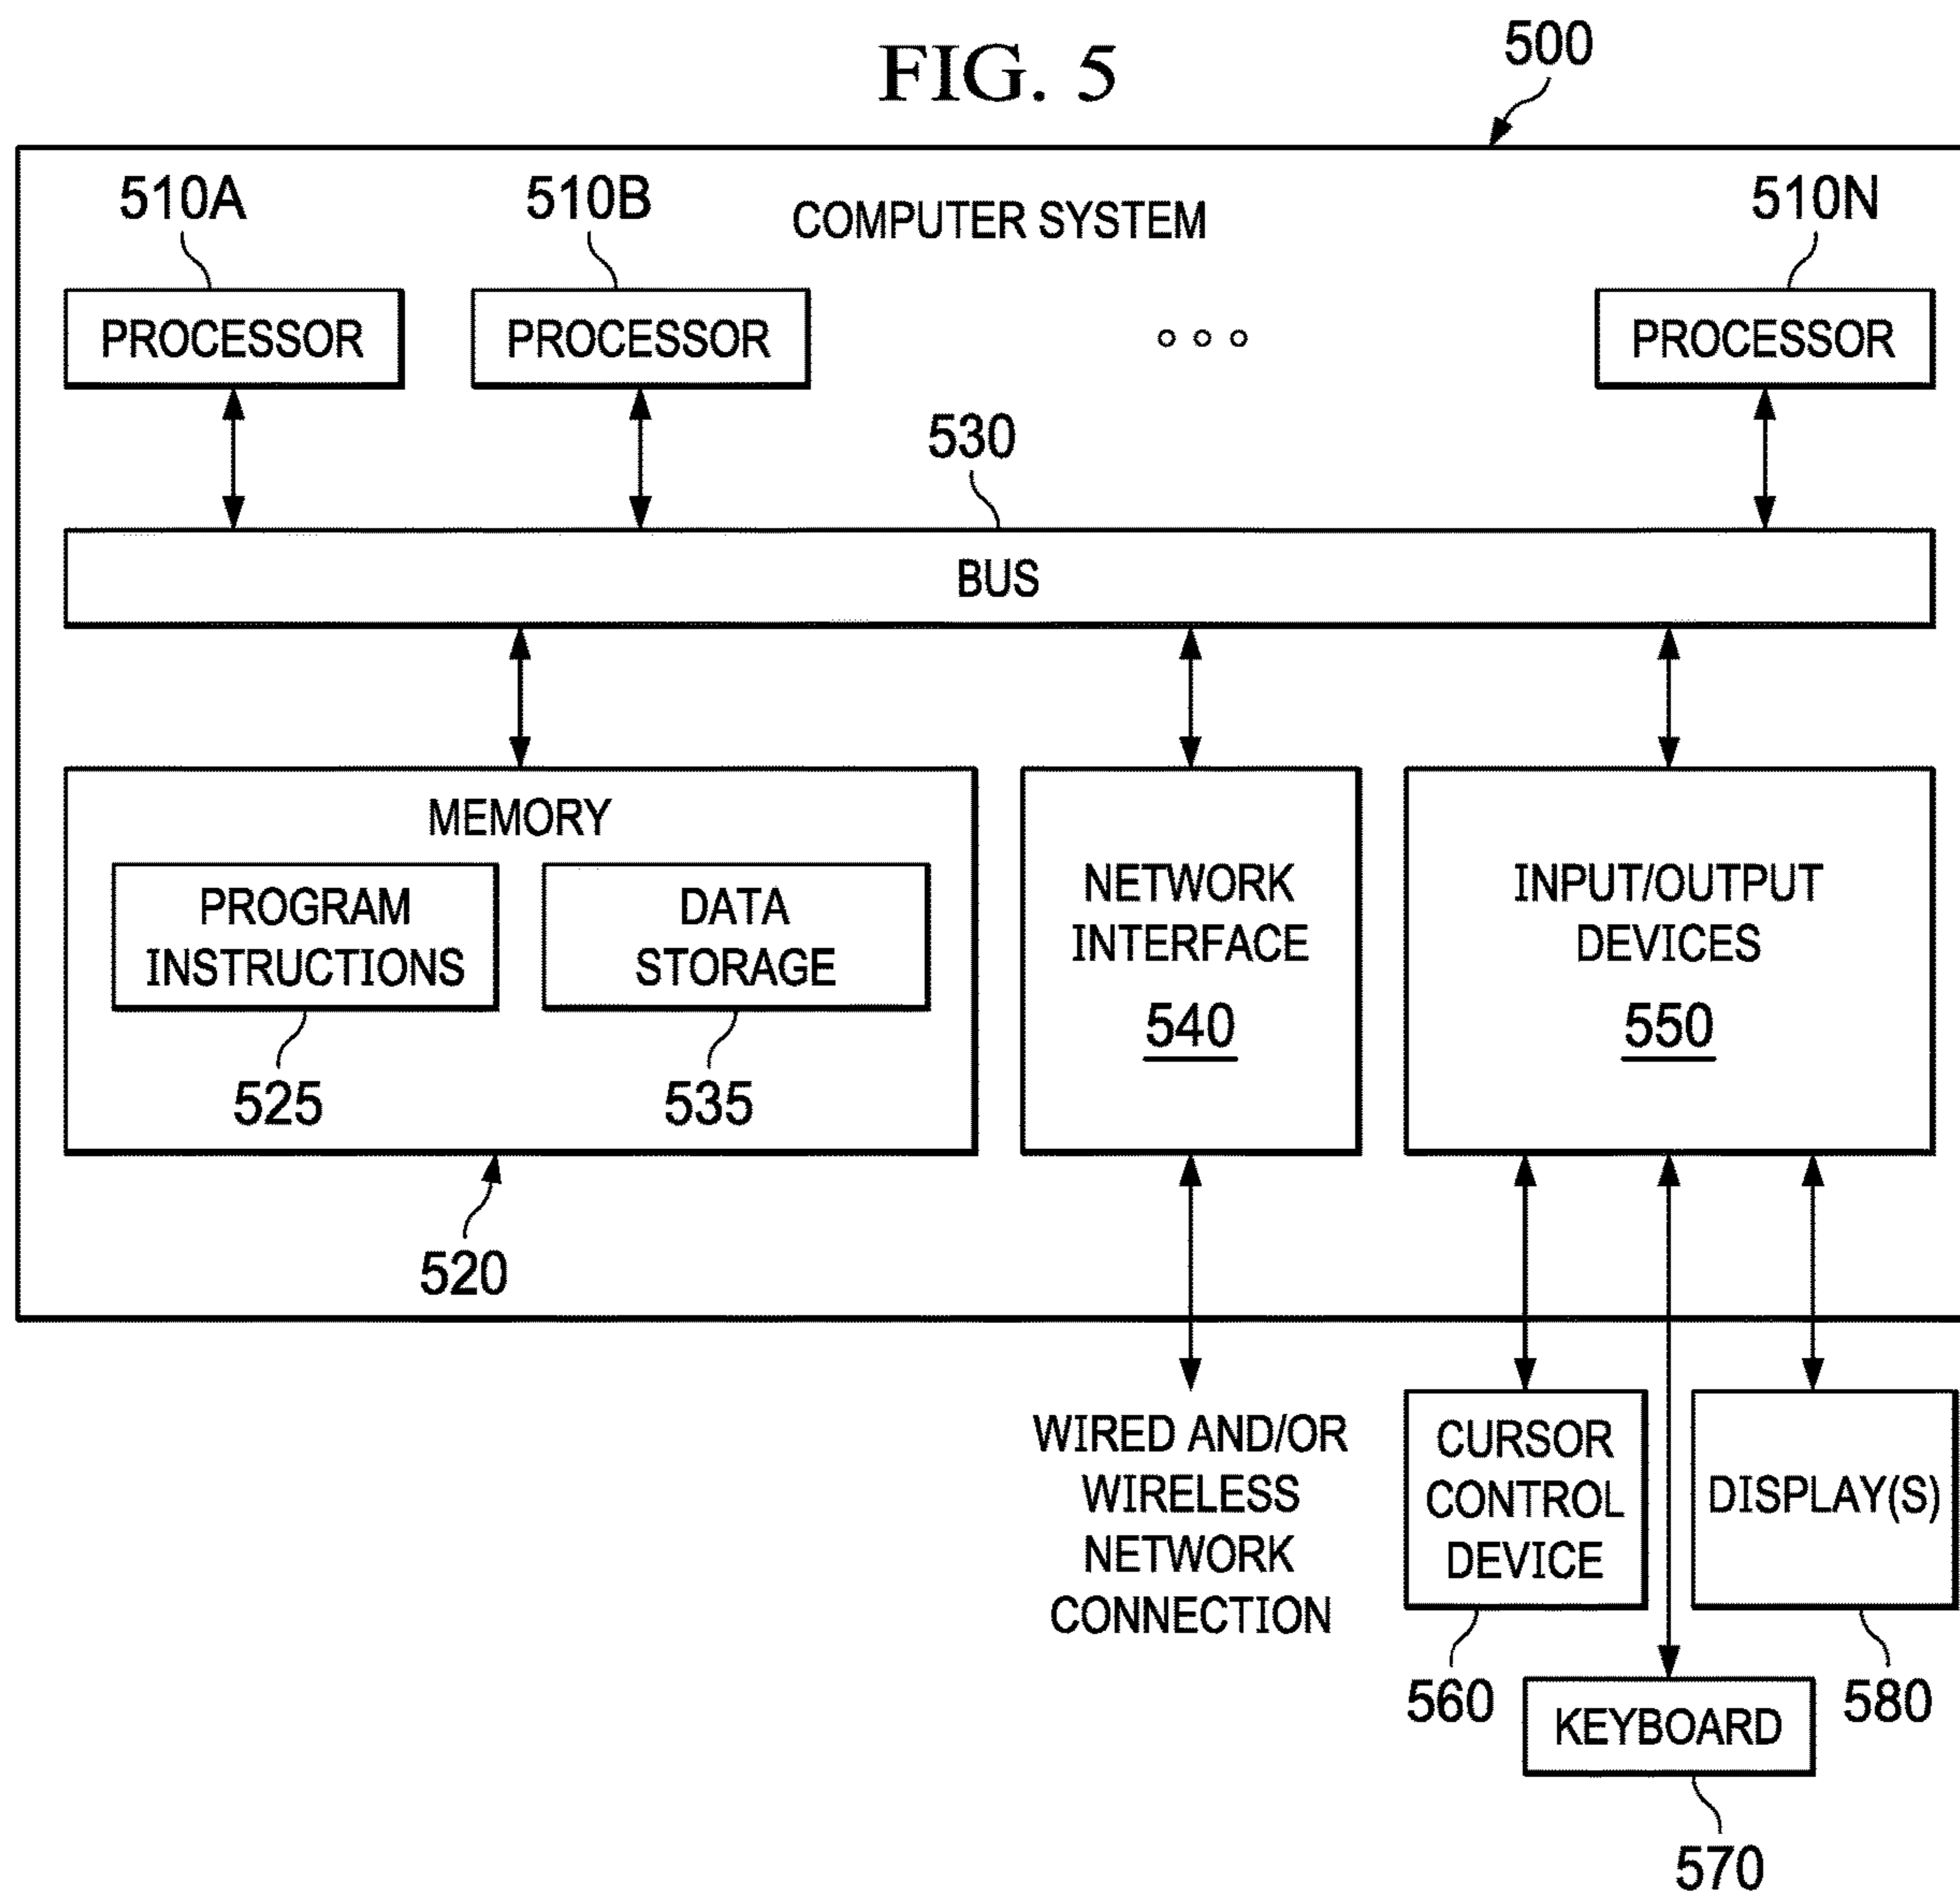 FIG. 5
500
510A
510B
COMPUTER SYSTEM
510N
PROCESSOR
PROCESSOR
PROCESSOR
530
BUS
MEMORY
PROGRAM
INSTRUCTIONS
525
DATA
STORAGE
535
520
NETWORK
INTERFACE
540
INPUT/OUTPUT
DEVICES
550
WIRED AND/OR
WIRELESS
NETWORK
CONNECTION
CURSOR
CONTROL
DEVICE
560
DISPLAY(S)
580
KEYBOARD
570